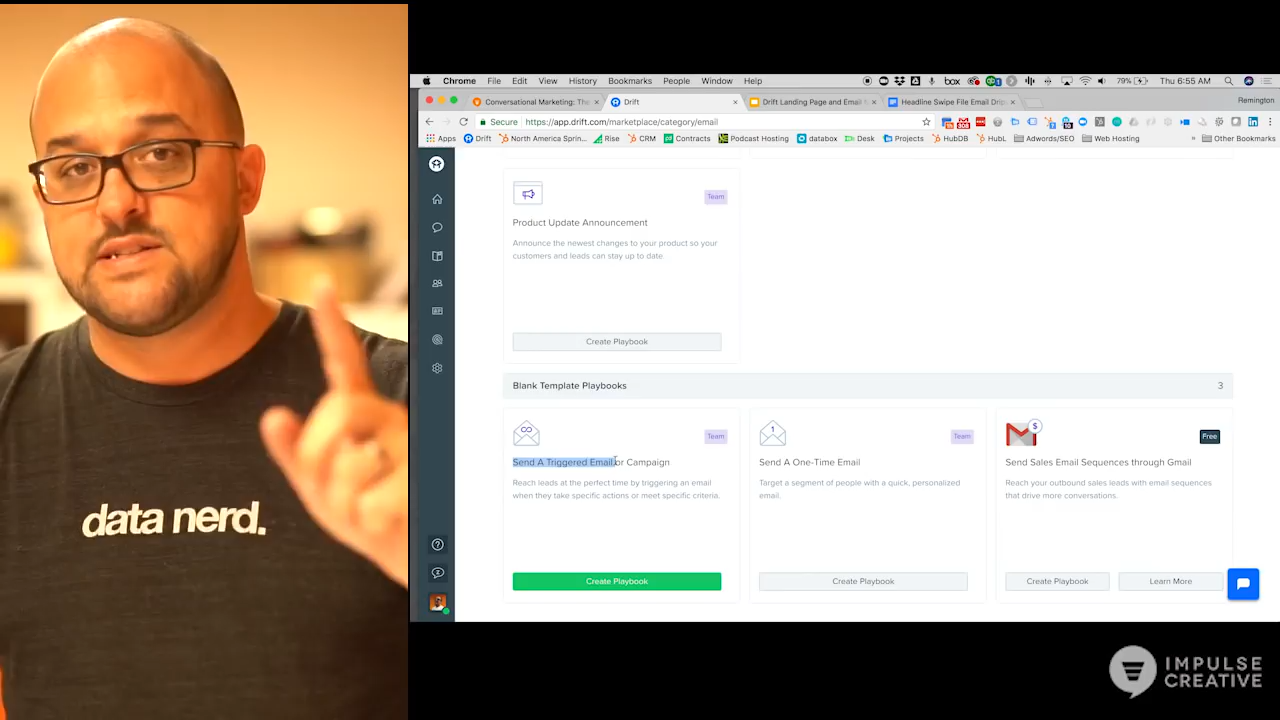 data nerd.
Chrome File Edit View History Bookmarks People Window Help
box 79% Thu 6:55 AM
Conversational Marketing: The Drift Drift Landing Page and Email Headline Swipe File Email Drip Remington
Secure https://app.drift.com/marketplace/category/email
Apps Drift North America Sprin... Rise CRM Contracts Podcast Hosting databox Desk Projects HubDB HubL Adwords/SEO Web Hosting » Other Bookmarks
Team
Product Update Announcement
Announce the newest changes to your product so your
customers and leads can stay up to date
Create Playbook
Blank Template Playbooks 3
Team Team Free
Send A Triggered Email or Campaign Send A One-Time Email Send Sales Email Sequences through Gmail
Reach leads at the perfect time by triggering an email
when they take specific actions or meet specific criteria.
Target a segment of people with a quick, personalized
email.
Reach your outbound sales leads with email sequences
that drive more conversations.
Create Playbook Create Playbook Create Playbook Learn More
IMPULSE
CREATIVE